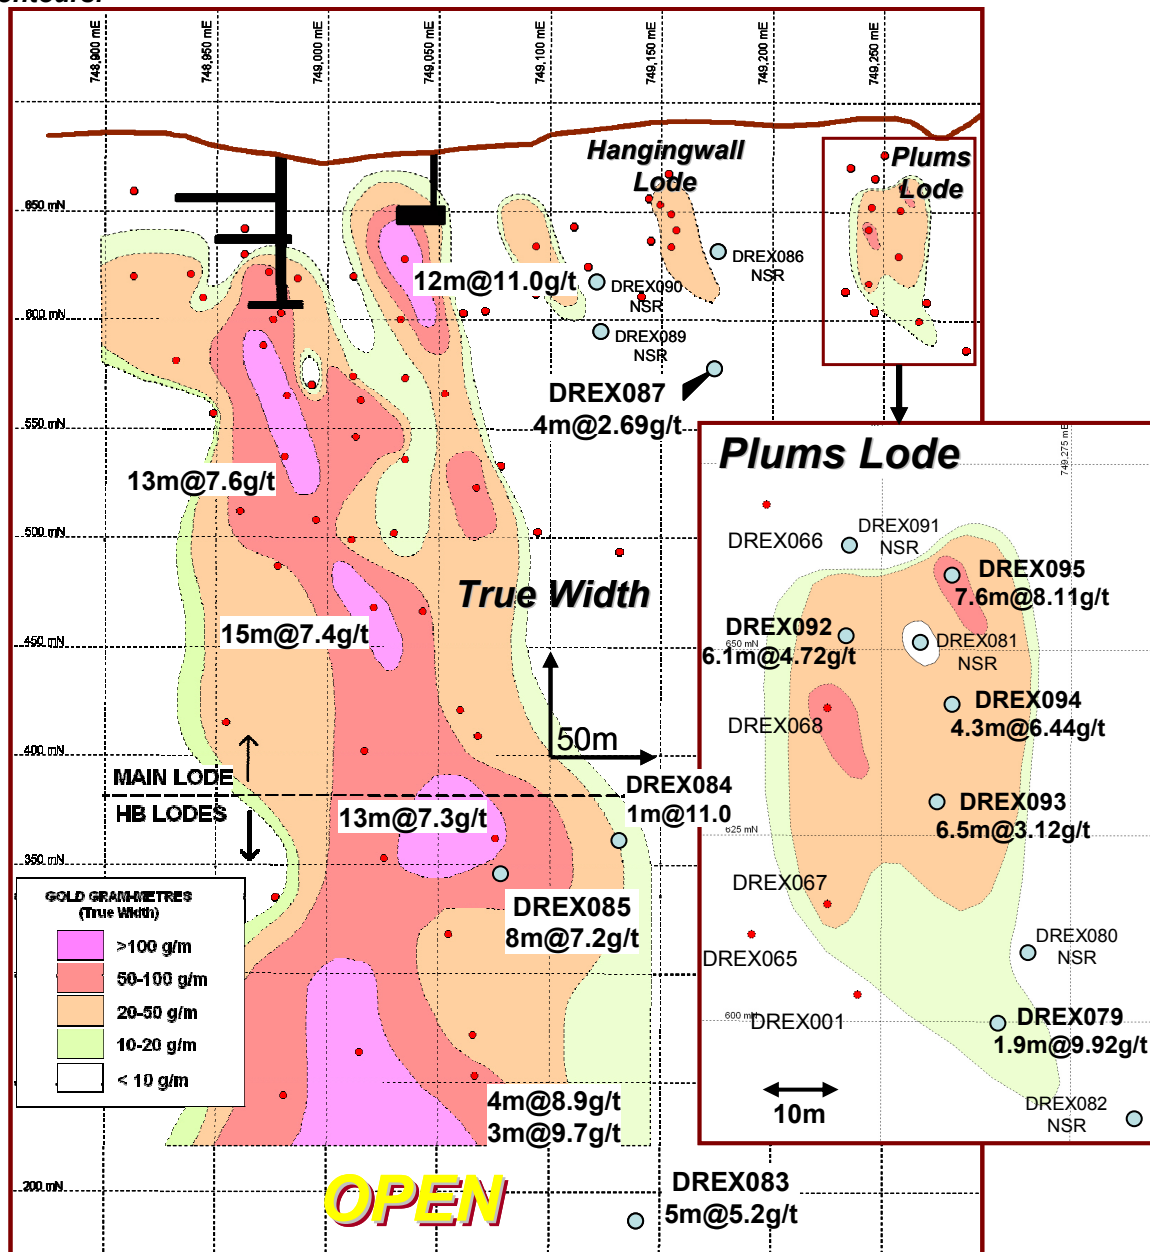 contours.
748,900 mE
748,950 mE
749,000 mE
749,050 mE
749,100 mE
749,150 mE
749,200 mE
749,250 mE
Hangingwall
Lode
Plums
Lode
650 mN
DREX086
NSR
12m@11.0g/t
DREX090
NSR
600 mN
DREX089
NSR
DREX087
4m@2.69g/t
550 mN
13m@7.6g/t
500 mN
True Width
15m@7.4g/t
450 mN
50m
400 mN
MAIN LODE
HB LODES
DREX084
1m@11.0
13m@7.3g/t
350 mN
DREX085
8m@7.2g/t
GOLD GRAM-METRES
(True Width)
>100 g/m
50-100 g/m
20-50 g/m
10-20 g/m
< 10 g/m
4m@8.9g/t
3m@9.7g/t
200 mN
OPEN
DREX083
5m@5.2g/t
Plums Lode
749,275 mE
DREX066
DREX091
NSR
DREX095
7.6m@8.11g/t
DREX092
6.1m@4.72g/t
650 mN
DREX081
NSR
DREX068
DREX094
4.3m@6.44g/t
DREX093
6.5m@3.12g/t
625 mN
DREX067
DREX080
NSR
DREX065
600 mN
DREX001
DREX079
1.9m@9.92g/t
10m
DREX082
NSR